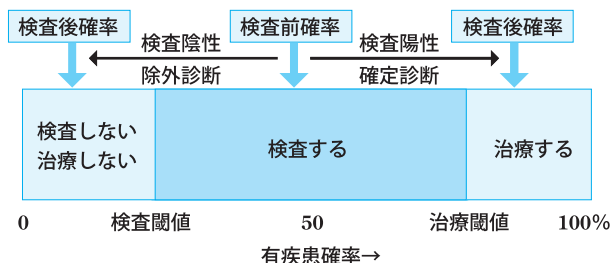 検査後確率
検査前確率
検査後確率
検査陰性
除外診断
検査陽性
確定診断
検査しない
治療しない
検査する
治療する
0
検査閾値
50
治療閾値
100%
有疾患確率→